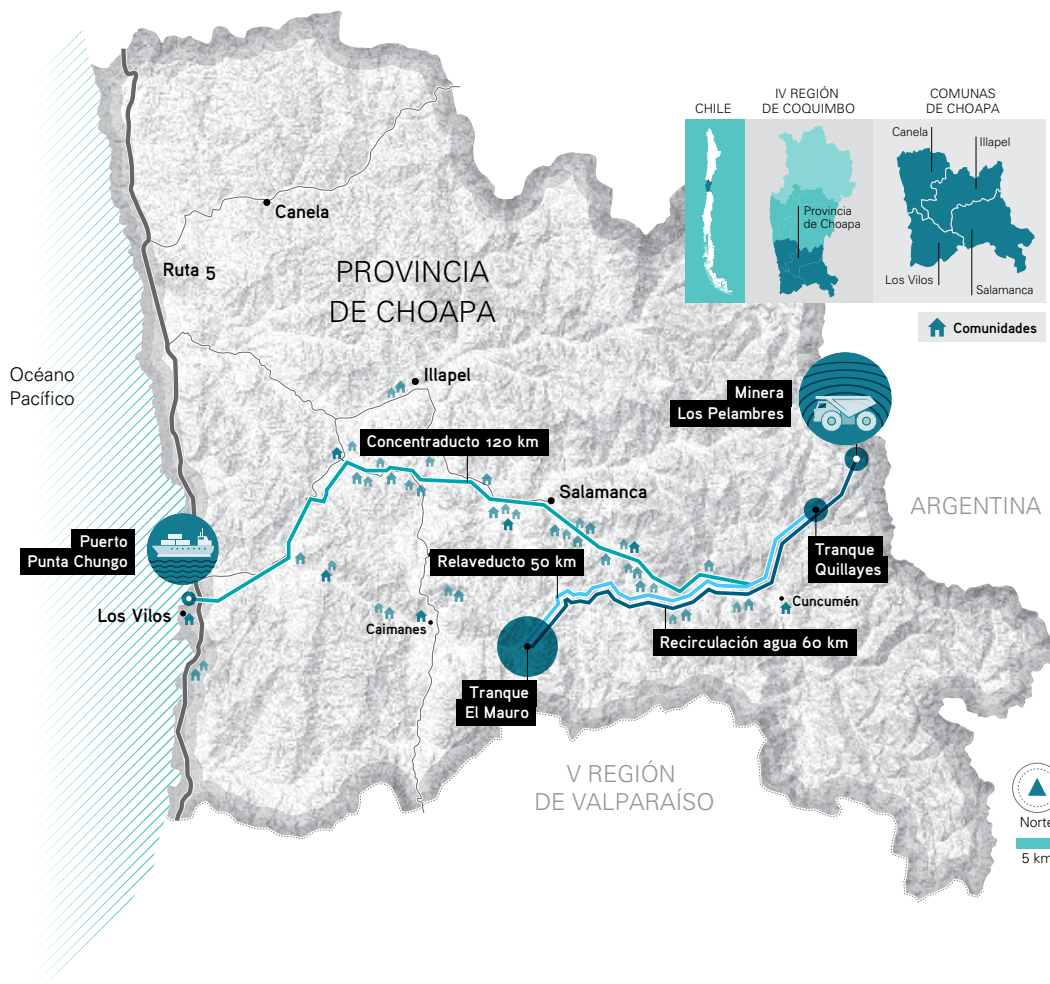 CHILE
IV REGIÓN
DE COQUIMBO
COMUNAS
DE CHOAPA
Canela
Illapel
Provincia
de Choapa
Los Vilos
Salamanca
Comunidades
Canela
Ruta 5
PROVINCIA
DE CHOAPA
Océano
Pacífico
Illapel
Minera
Los Pelambres
Concentraducto 120 km
Salamanca
ARGENTINA
Puerto
Punta Chungo
Tranque
Quillayes
Relaveducto 50 km
Cuncumén
Los Vilos
Caimanes
Recirculación agua 60 km
Tranque
El Mauro
V REGIÓN
DE VALPARAÍSO
Norte
5 km